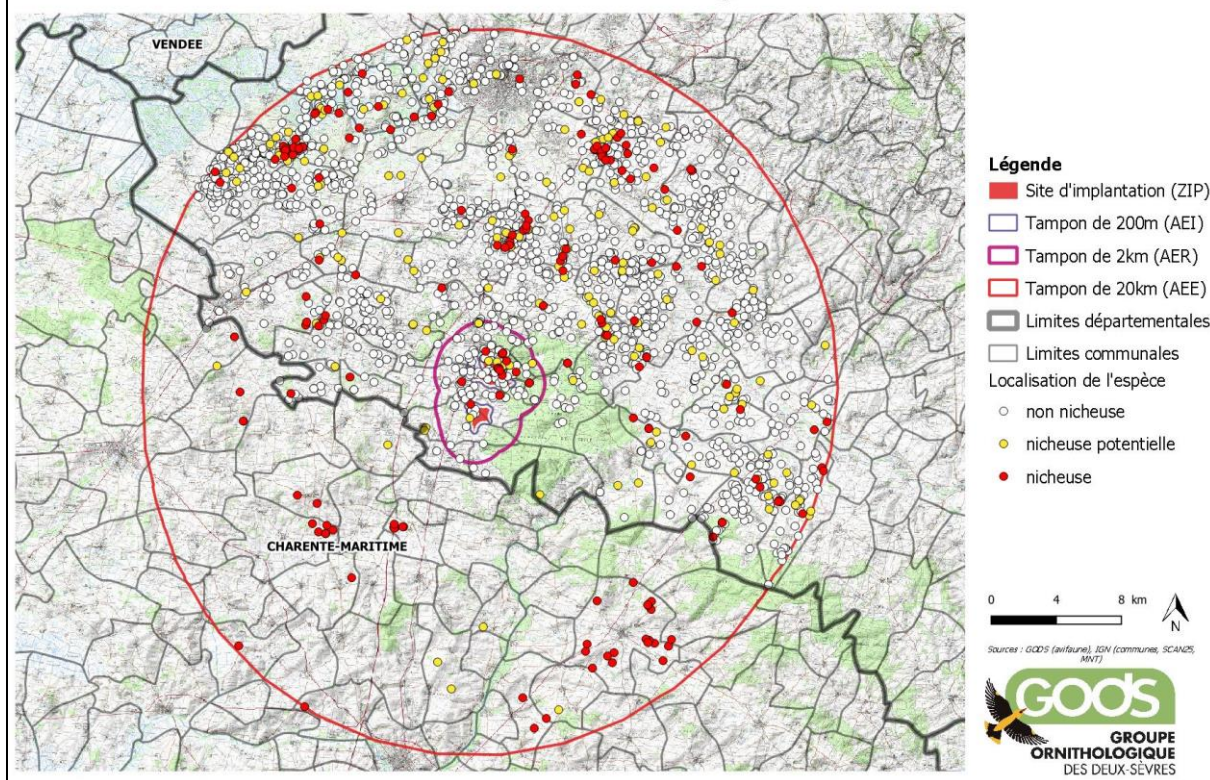 VENDEE
CHARENTE-MARITIME
Légende
Site d'implantation (ZIP)
Tampon de 200m (AEI)
Tampon de 2km (AER)
Tampon de 20km (AEE)
Limites départementales
Limites communales
Localisation de l'espèce
non nicheuse
nicheuse potentielle
nicheuse
0 4 8 km
N
Sources : GODS (avifaune), IGN (communes, SCAN25, MNT)
GODS
GROUPE
ORNITHOLOGIQUE
DES DEUX-SÈVRES